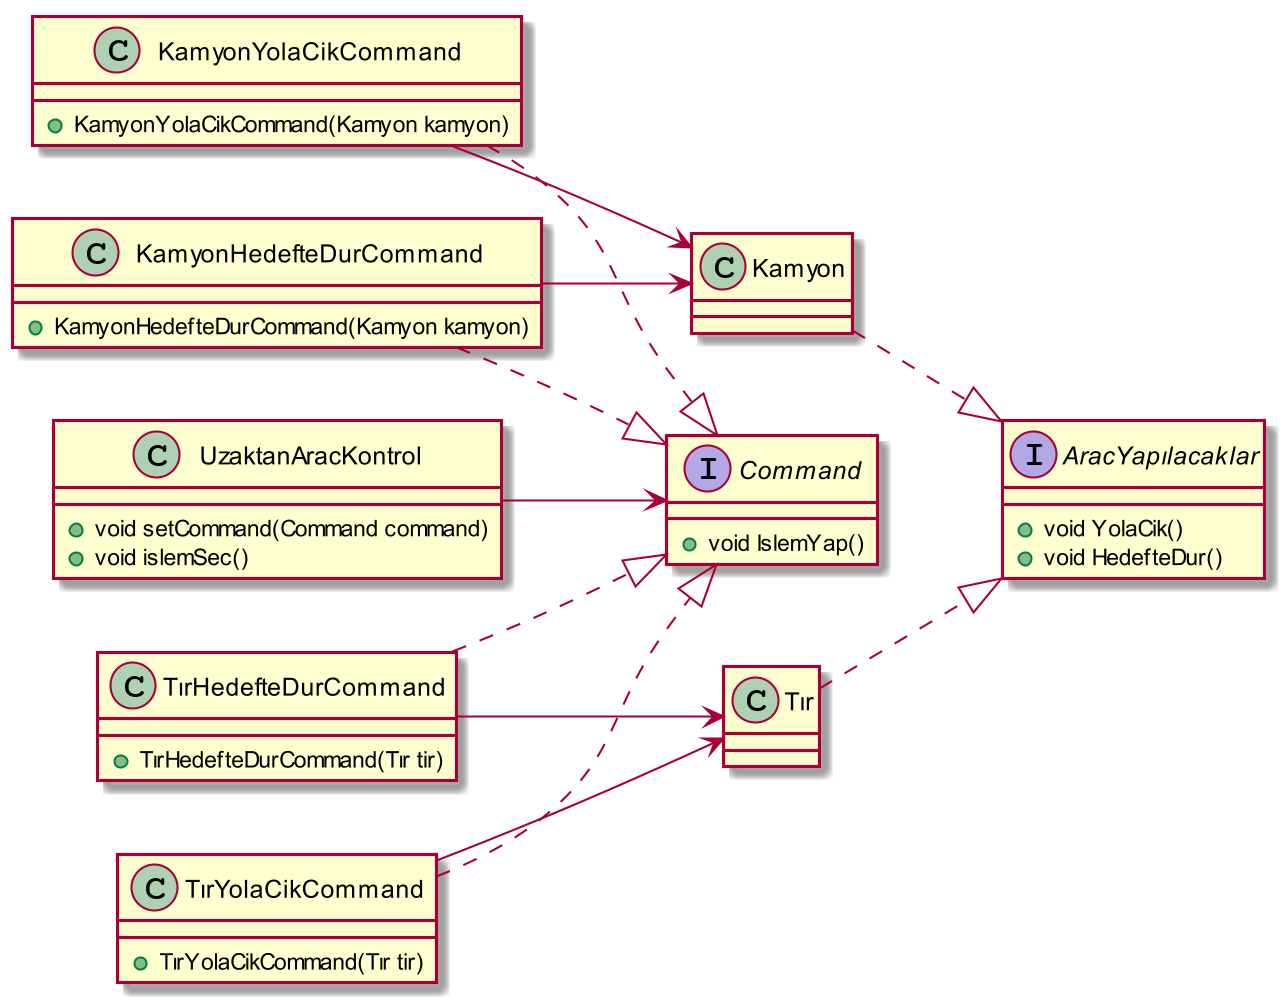 C KamyonYolaCikCommand
KamyonYolaCikCommand(Kamyon kamyon)
C KamyonHedefteDurCommand
KamyonHedefteDurCommand(Kamyon kamyon)
C Kamyon
C UzaktanAracKontrol
void setCommand(Command command)
void islemSec()
I Command
void IslemYap()
I AracYapılacaklar
void YolaCik()
void HedefteDur()
C TırHedefteDurCommand
TırHedefteDurCommand(Tır tir)
C Tır
C TırYolaCikCommand
TırYolaCikCommand(Tır tir)